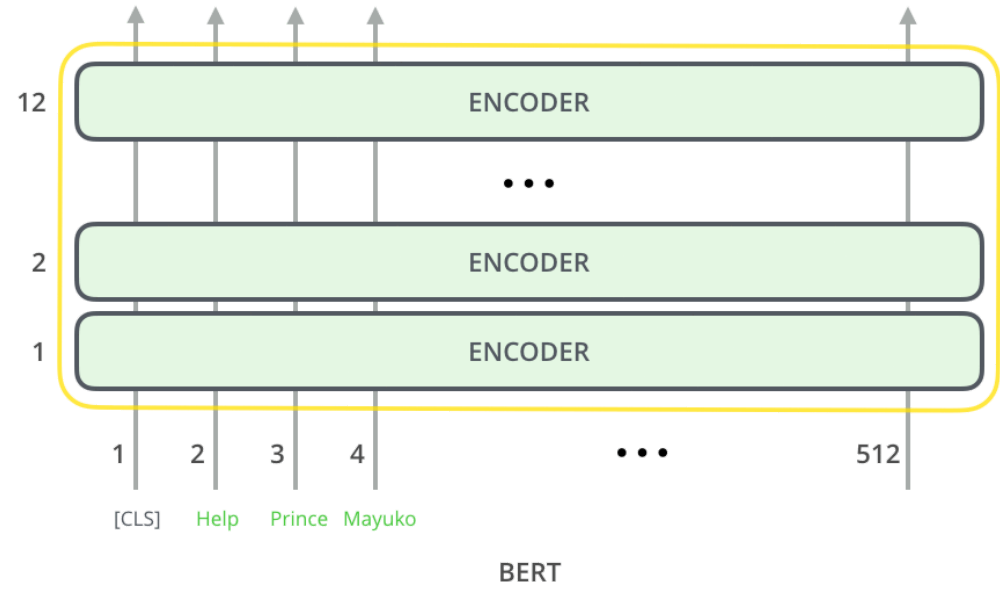 12 ENCODER
•••
2 ENCODER
1 ENCODER
1 2 3 4 ••• 512
[CLS] Help Prince Mayuko
BERT